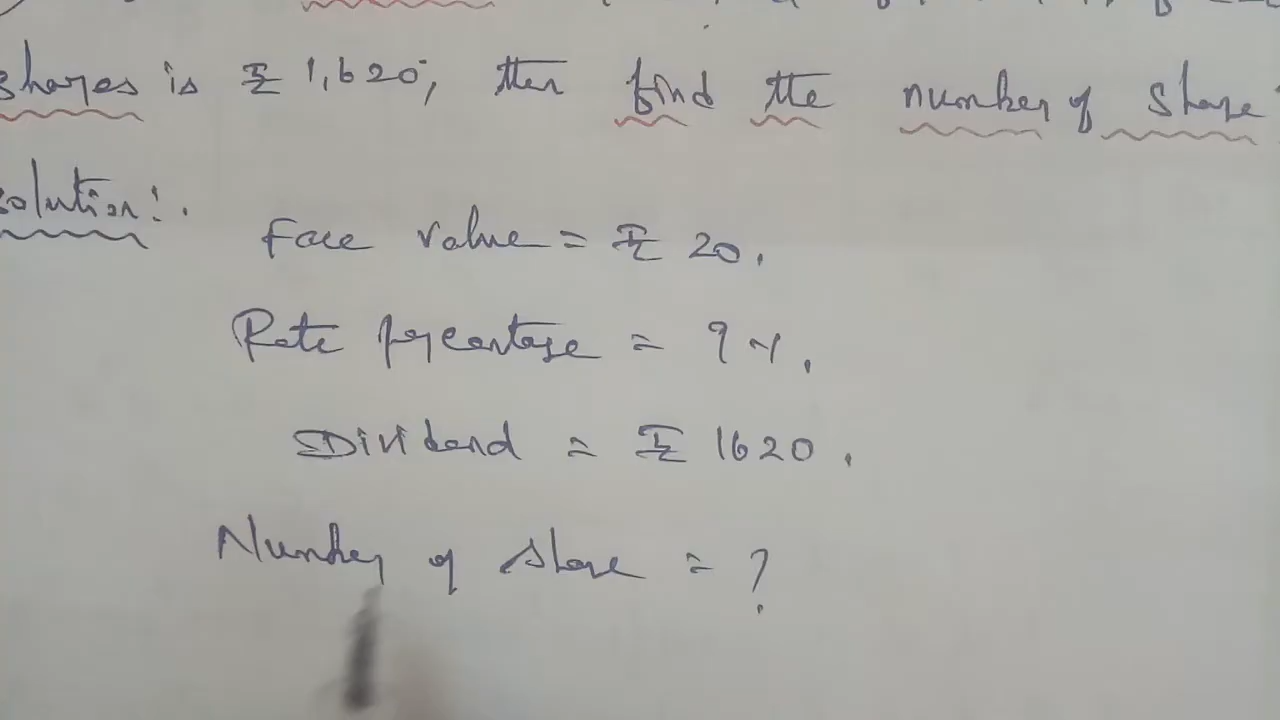 shares is ₹ 1,620, then find the number of share
solution:.
Face value = ₹ 20.
Rate percentage = 9 %.
Dividend = ₹ 1620.
Number of share = ?